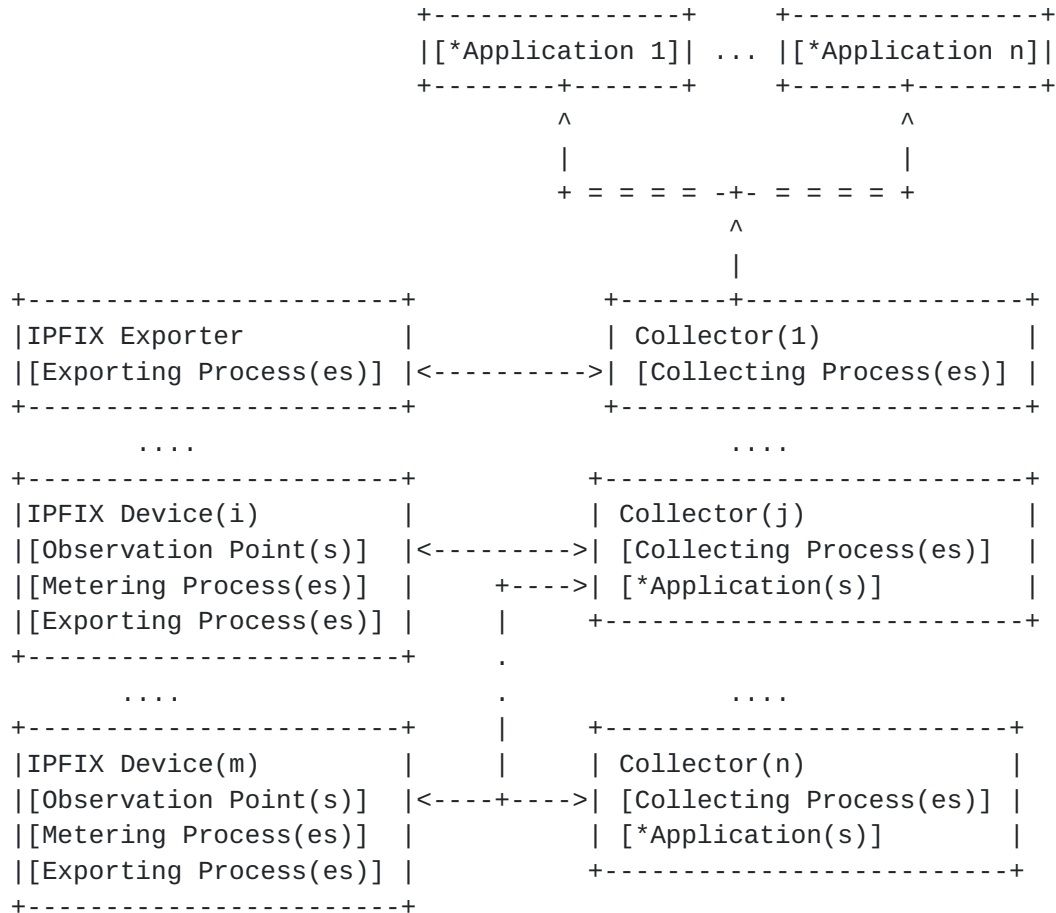 [*Application 1] ... [*Application n]
IPFIX Exporter Collector(1)
[Exporting Process(es)] [Collecting Process(es)]
.... ....
IPFIX Device(i) Collector(j)
[Observation Point(s)] [Collecting Process(es)]
[Metering Process(es)] [*Application(s)]
[Exporting Process(es)]
.... ....
IPFIX Device(m) Collector(n)
[Observation Point(s)] [Collecting Process(es)]
[Metering Process(es)] [*Application(s)]
[Exporting Process(es)]